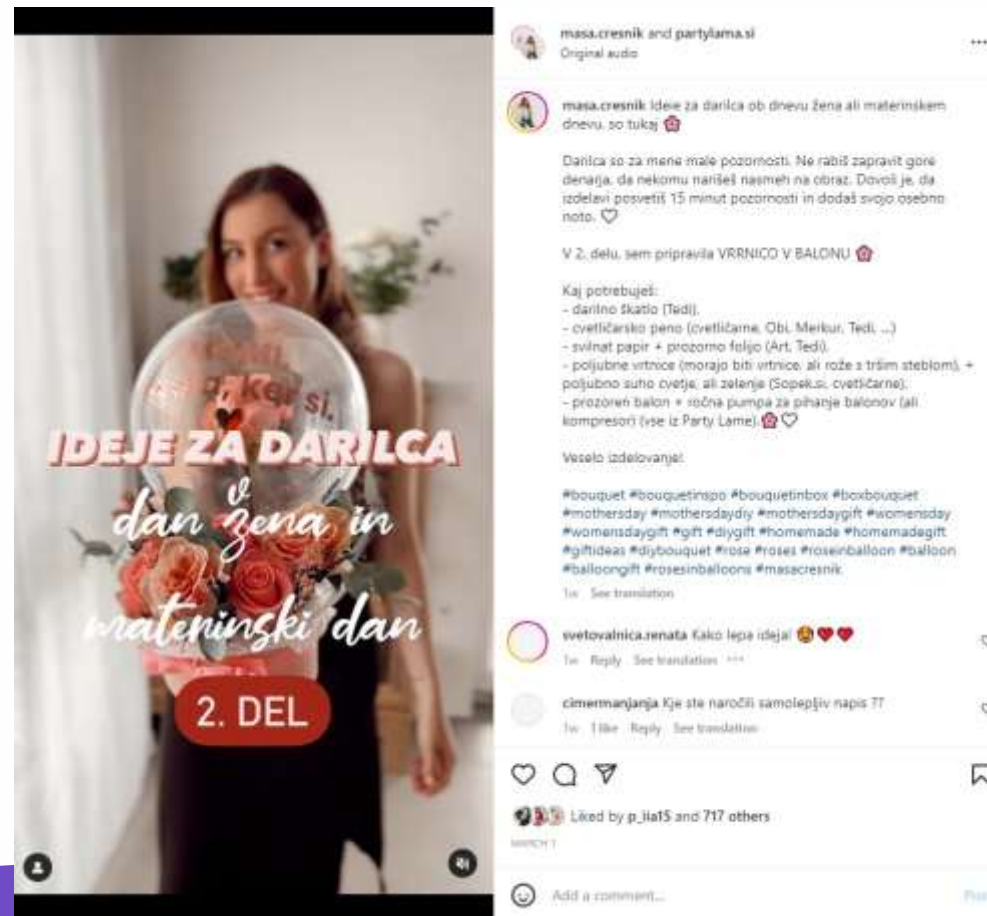 masa.cresnik and partylama.si
Original audio
masa.cresnik Ideje za darilca ob dnevu žena ali materinskem
dnevu, so tukaj
Darilca so za mene male pozornosti. Ne rabiš zapravit gore
denarja, da nekomu narišeš nasmeh na obraz. Dovolj je, da
izdelavi posvetiš 15 minut pozornosti in dodaš svojo osebno
noto.
V 2. delu, sem pripravila VRRNICO V BALONU
Kaj potrebuješ:
- darilno škatlo (Tedi),
- cvetličarsko peno (cvetličarne, Obi, Merkur, Tedi, ...)
- svilnat papir + prozorno folijo (Art, Tedi),
- poljubne vrtnice (morajo biti vrtnice, ali rože s tršim steblom), +
poljubno suho cvetje, ali zelenje (Sopek.si, cvetličarne),
- prozoren balon + ročna pumpa za pihanje balonov (ali
kompresor) (vse iz Party Lame).
Veselo izdelovanje!
#bouquet #bouquetinspo #bouquetinbox #boxbouquet
#mothersday #mothersdaydiy #mothersdaygift #womensday
#womensdaygift #gift #diygift #homemade #homemadegift
#giftideas #diybouquet #rose #roses #roseinballoon #balloon
#balloongift #rosesinballoons #masacresnik
1w See translation
svetovalnica.renata Kako lepa ideja!
1w Reply See translation
cimermanjanja Kje ste naročili samolepljiv napis ??
1w 1 like Reply See translation
Liked by p_iia15 and 717 others
MARCH 1
Add a comment...
Post
ker si.
IDEJE ZA DARILCA
dan žena in
materinski dan
2. DEL